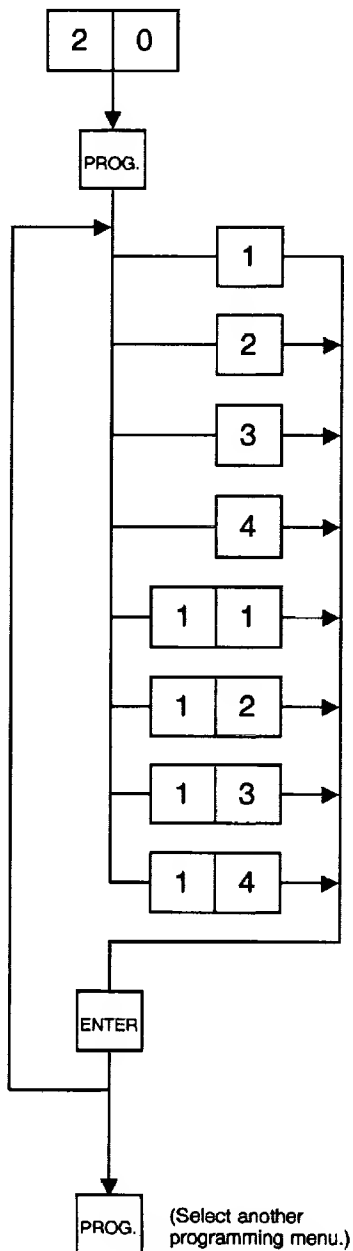 2 0
PROG.
1
2
3
4
1 1
1 2
1 3
1 4
ENTER
PROG.
(Select another
programming menu.)